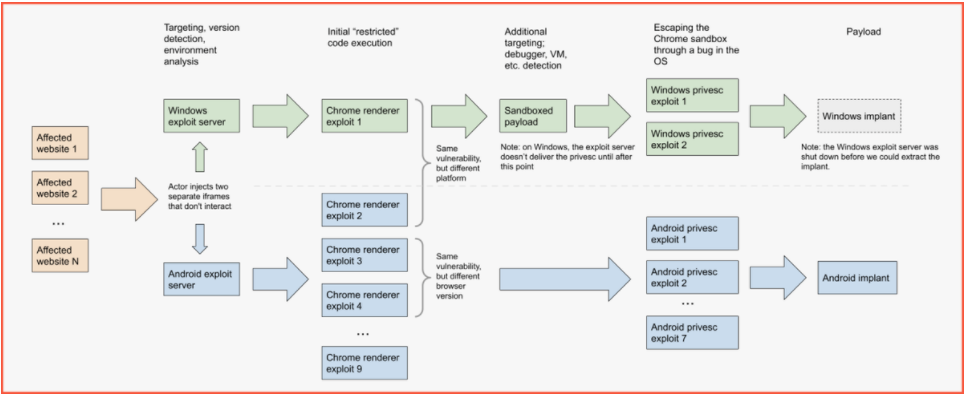 Targeting, version
detection,
environment
analysis
Initial “restricted”
code execution
Additional
targeting;
debugger, VM,
etc. detection
Escaping the
Chrome sandbox
through a bug in the
OS
Payload
Affected
website 1
Affected
website 2
...
Affected
website N
Windows
exploit server
Actor injects two
separate iframes
that don't interact
Android exploit
server
Chrome renderer
exploit 1
Same
vulnerability,
but different
platform
Chrome renderer
exploit 2
Chrome renderer
exploit 3
Same
vulnerability,
but different
browser
version
Chrome renderer
exploit 4
...
Chrome renderer
exploit 9
Sandboxed
payload
Note: on Windows, the exploit server
doesn't deliver the privesc until after
this point
Windows privesc
exploit 1
Windows privesc
exploit 2
Windows implant
Note: the Windows exploit server was
shut down before we could extract the
implant.
Android privesc
exploit 1
Android privesc
exploit 2
...
Android privesc
exploit 7
Android implant